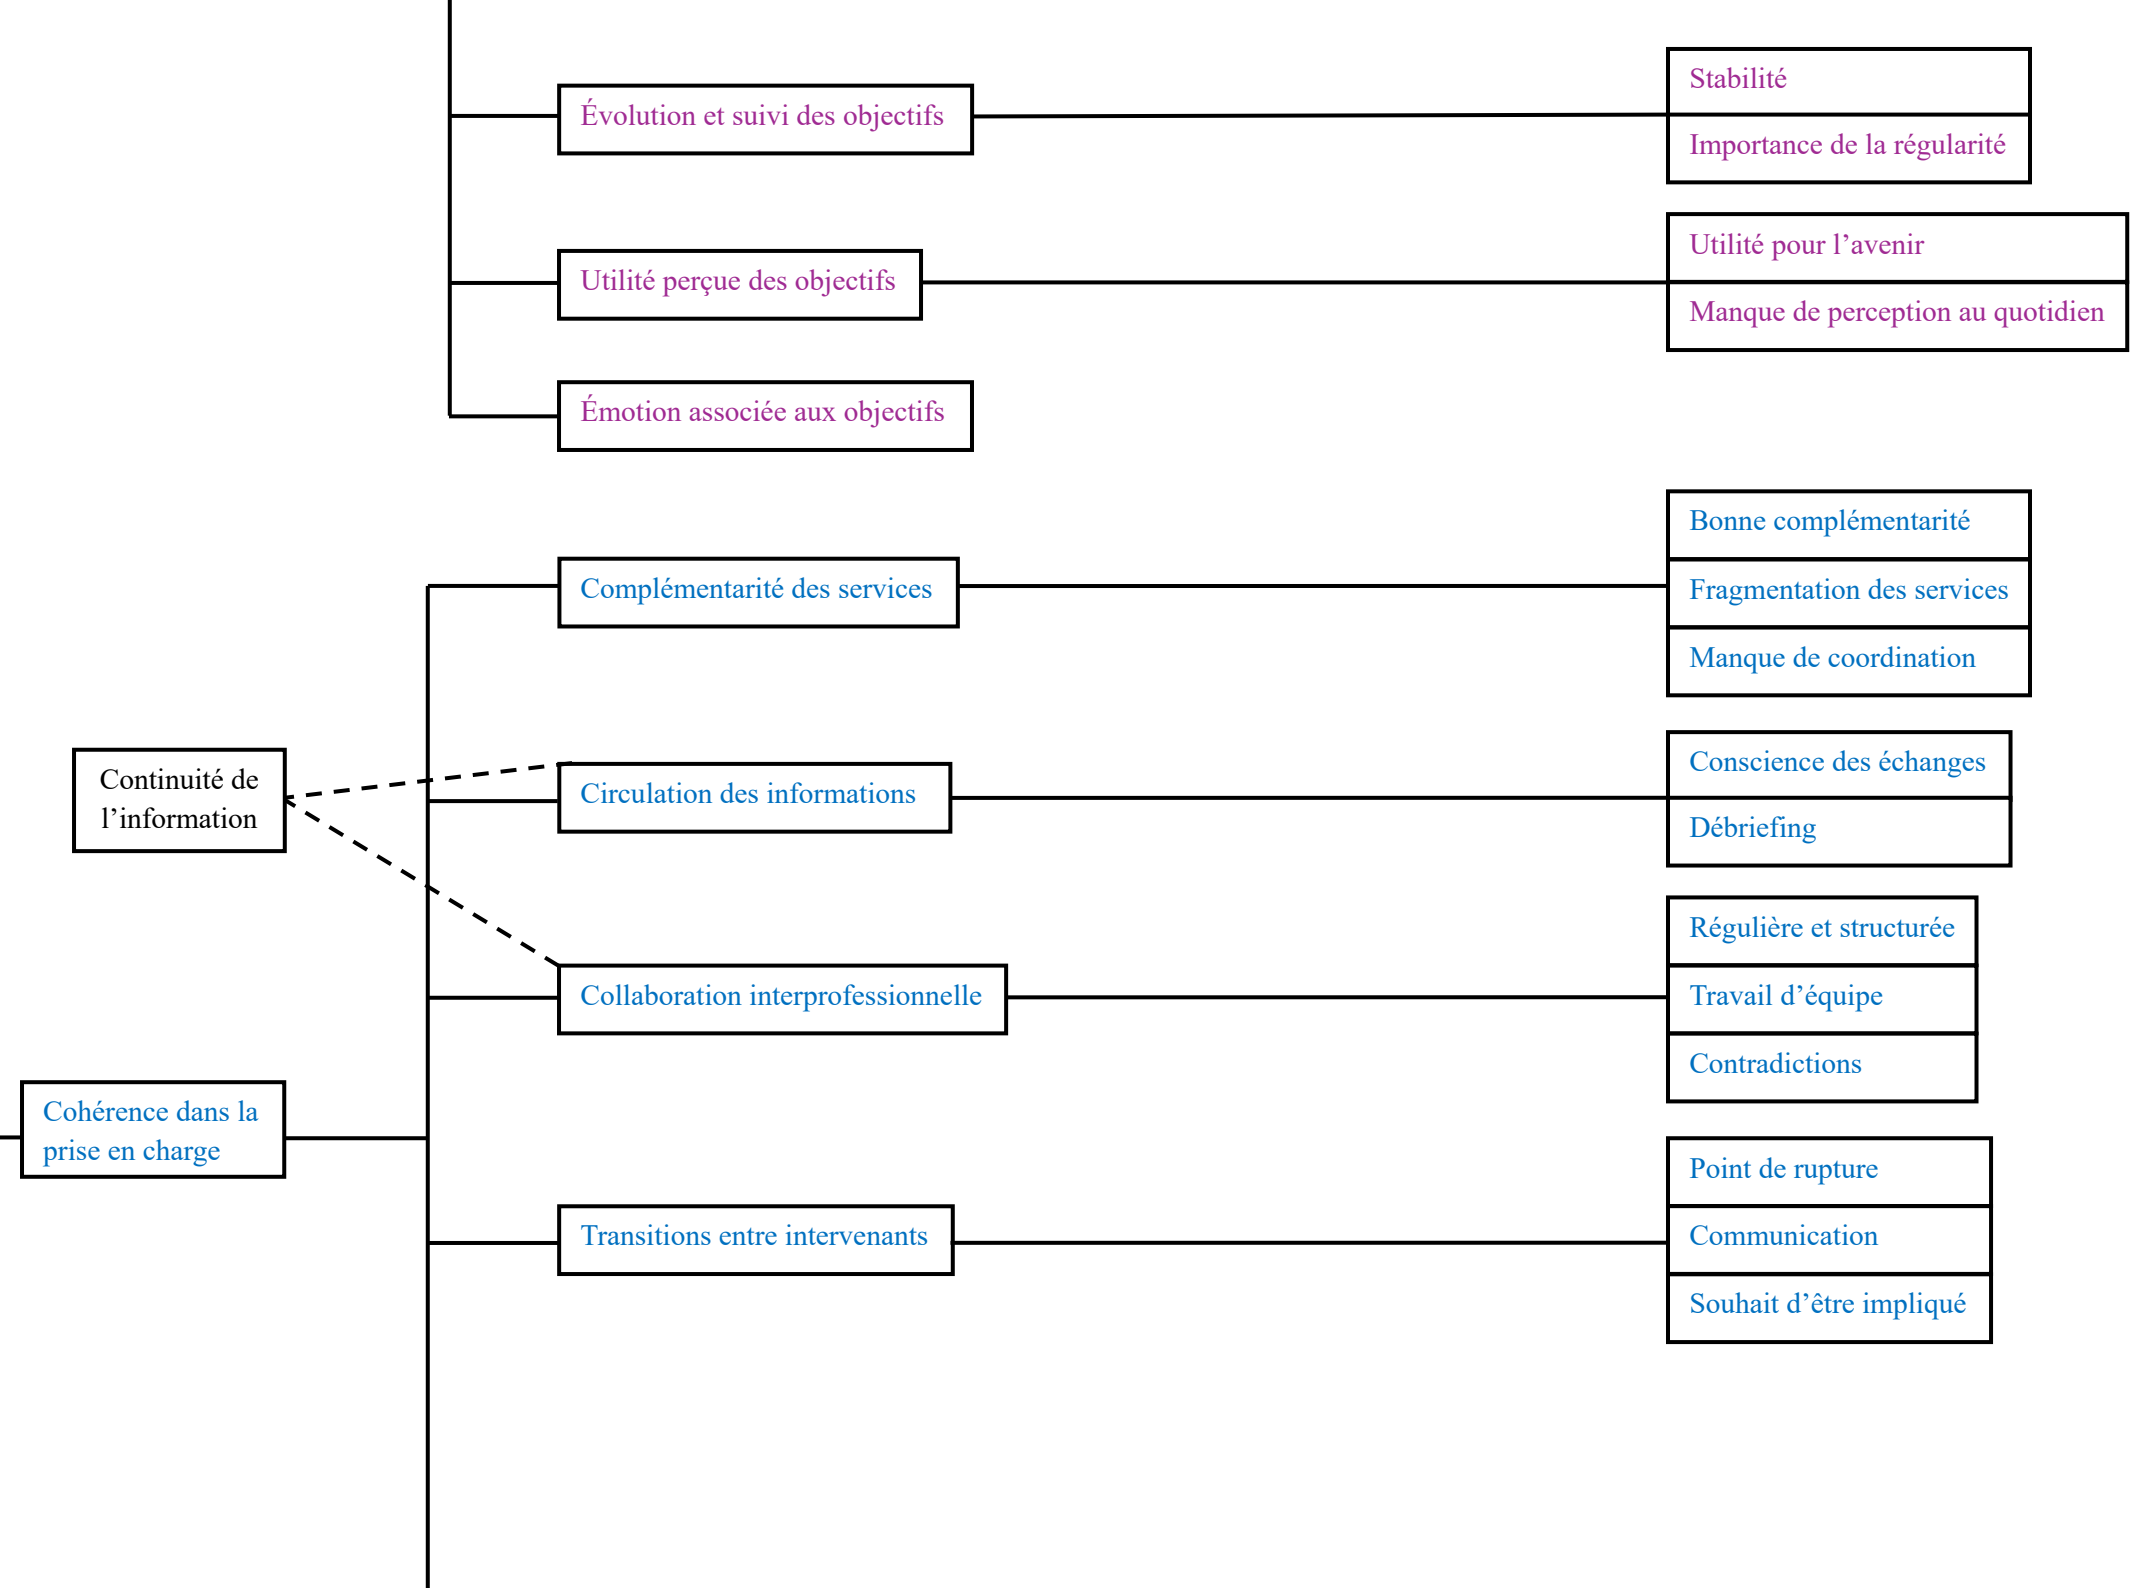 Stabilité
Évolution et suivi des objectifs
Importance de la régularité
Utilité pour l’avenir
Utilité perçue des objectifs
Manque de perception au quotidien
Émotion associée aux objectifs
Bonne complémentarité
Complémentarité des services
Fragmentation des services
Manque de coordination
Continuité de
l’information
Conscience des échanges
Circulation des informations
Débriefing
Régulière et structurée
Collaboration interprofessionnelle
Travail d’équipe
Contradictions
Cohérence dans la
prise en charge
Point de rupture
Transitions entre intervenants
Communication
Souhait d’être impliqué